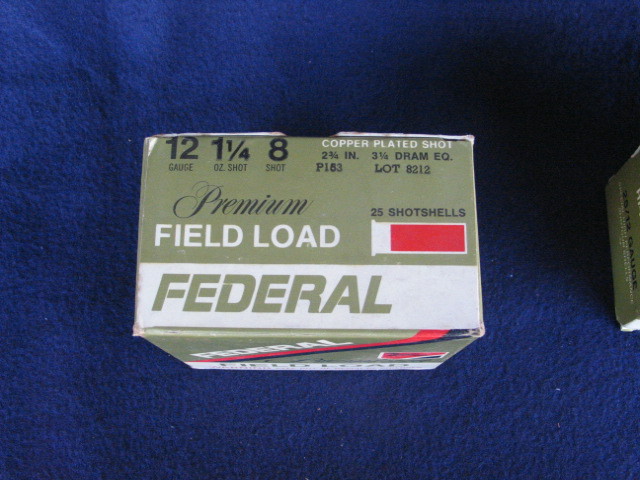 12 1¼ 8 COPPER PLATED SHOT
GAUGE OZ. SHOT SHOT 2¾ IN. 3¼ DRAM EQ.
P153 LOT 8212
Premium 25 SHOTSHELLS
FIELD LOAD
FEDERAL
FEDERAL
FIELD LOAD